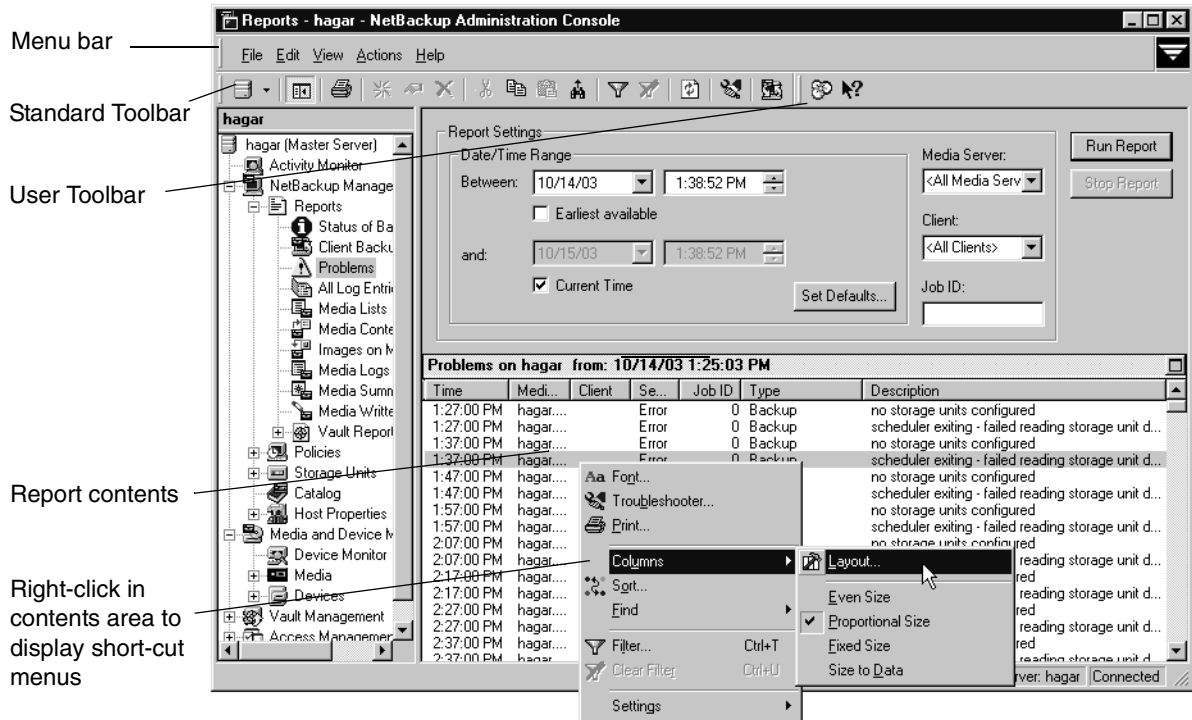 Reports - hagar - NetBackup Administration Console
Menu bar
File Edit View Actions Help
Standard Toolbar
User Toolbar
hagar
hagar (Master Server)
Activity Monitor
NetBackup Manage
Reports
Status of Ba
Client Backu
Problems
All Log Entri
Media Lists
Media Conte
Images on M
Media Logs
Media Summ
Media Writte
Vault Report
Policies
Storage Units
Catalog
Host Properties
Media and Device M
Device Monitor
Media
Devices
Vault Management
Access Managemer
Report Settings
Date/Time Range
Between: 10/14/03 1:38:52 PM
Earliest available
and: 10/15/03 1:38:52 PM
Current Time
Set Defaults...
Media Server:
<All Media Serv
Client:
<All Clients>
Job ID:
Run Report
Stop Report
Problems on hagar from: 10/14/03 1:25:03 PM
Time Medi... Client Se... Job ID Type Description
1:27:00 PM hagar.... Error 0 Backup no storage units configured
1:27:00 PM hagar.... Error 0 Backup scheduler exiting - failed reading storage unit d...
1:37:00 PM hagar.... Error 0 Backup no storage units configured
1:37:00 PM hagar.... Error 0 Backup scheduler exiting - failed reading storage unit d...
1:47:00 PM hagar.... no storage units configured
1:47:00 PM hagar.... scheduler exiting - failed reading storage unit d...
1:57:00 PM hagar.... no storage units configured
1:57:00 PM hagar.... scheduler exiting - failed reading storage unit d...
2:07:00 PM hagar.... no storage units configured
2:07:00 PM hagar.... reading storage unit d...
2:17:00 PM hagar.... red
2:17:00 PM hagar.... reading storage unit d...
2:27:00 PM hagar.... red
2:27:00 PM hagar.... reading storage unit d...
2:37:00 PM hagar.... red
2:37:00 PM hagar reading storage unit d
Report contents
Right-click in
contents area to
display short-cut
menus
Font...
Troubleshooter...
Print...
Columns
Sort...
Find
Filter... Ctrl+T
Clear Filter Ctrl+U
Settings
Layout...
Even Size
Proportional Size
Fixed Size
Size to Data
rver: hagar Connected